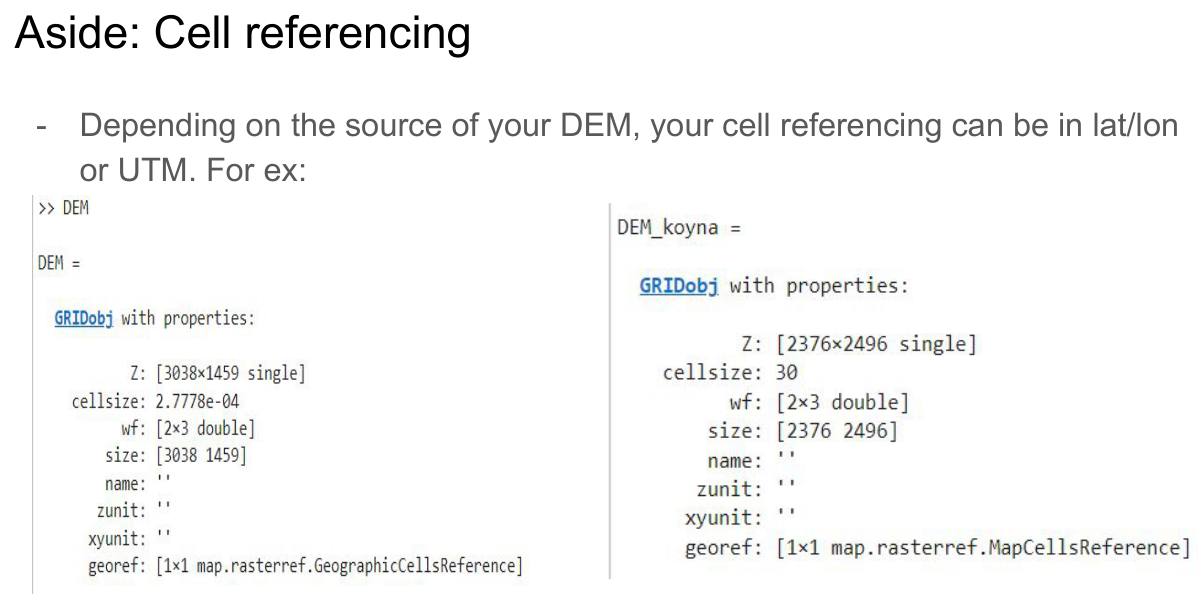 Aside: Cell referencing
- Depending on the source of your DEM, your cell referencing can be in lat/lon
or UTM. For ex:
>> DEM
DEM =
GRIDobj with properties:
Z: [3038×1459 single]
cellsize: 2.7778e-04
wf: [2×3 double]
size: [3038 1459]
name: ''
zunit: ''
xyunit: ''
georef: [1×1 map.rasterref.GeographicCellsReference]
DEM_koyna =
GRIDobj with properties:
Z: [2376×2496 single]
cellsize: 30
wf: [2×3 double]
size: [2376 2496]
name: ''
zunit: ''
xyunit: ''
georef: [1×1 map.rasterref.MapCellsReference]